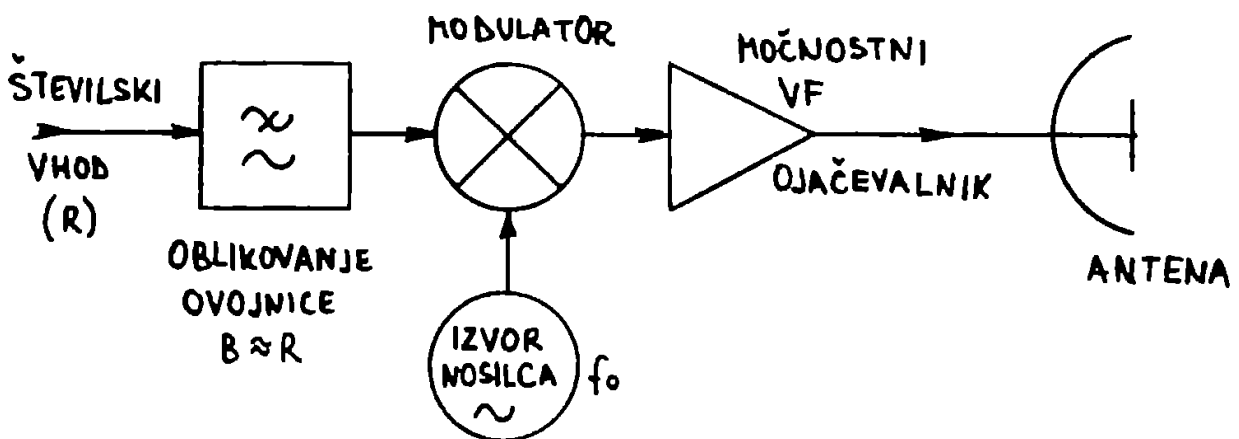 ŠTEVILSKI
VHOD
(R)
OBLIKOVANJE
OVOJNICE
B ≈ R
MODULATOR
IZVOR
NOSILCA
f₀
MOČNOSTNI
VF
OJAČEVALNIK
ANTENA